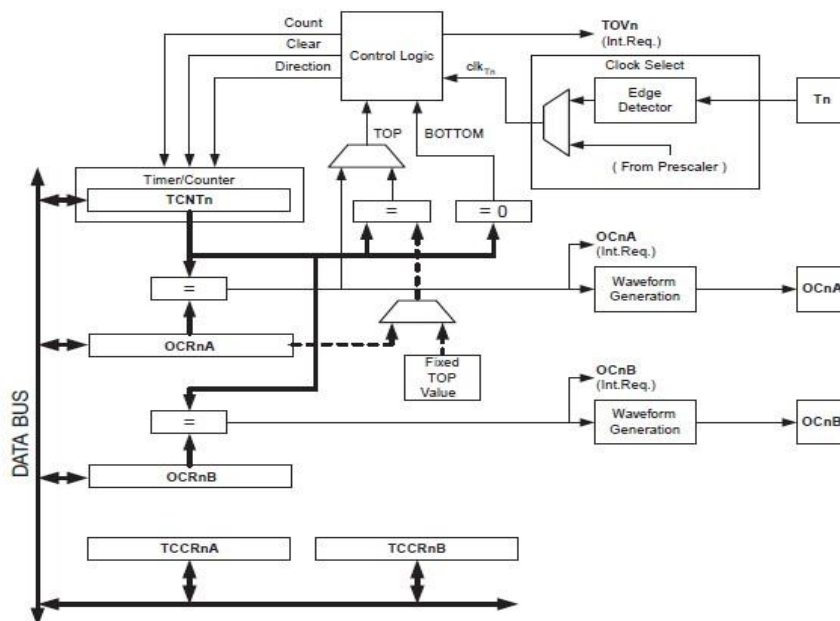 Count
Clear
Direction
Control Logic
TOVn
(Int.Req.)
clkTn
Clock Select
Edge
Detector
Tn
( From Prescaler )
TOP
BOTTOM
Timer/Counter
TCNTn
=
= 0
OCnA
(Int.Req.)
=
Waveform
Generation
OCnA
OCRnA
Fixed
TOP
Value
OCnB
(Int.Req.)
=
Waveform
Generation
OCnB
OCRnB
DATA BUS
TCCRnA
TCCRnB